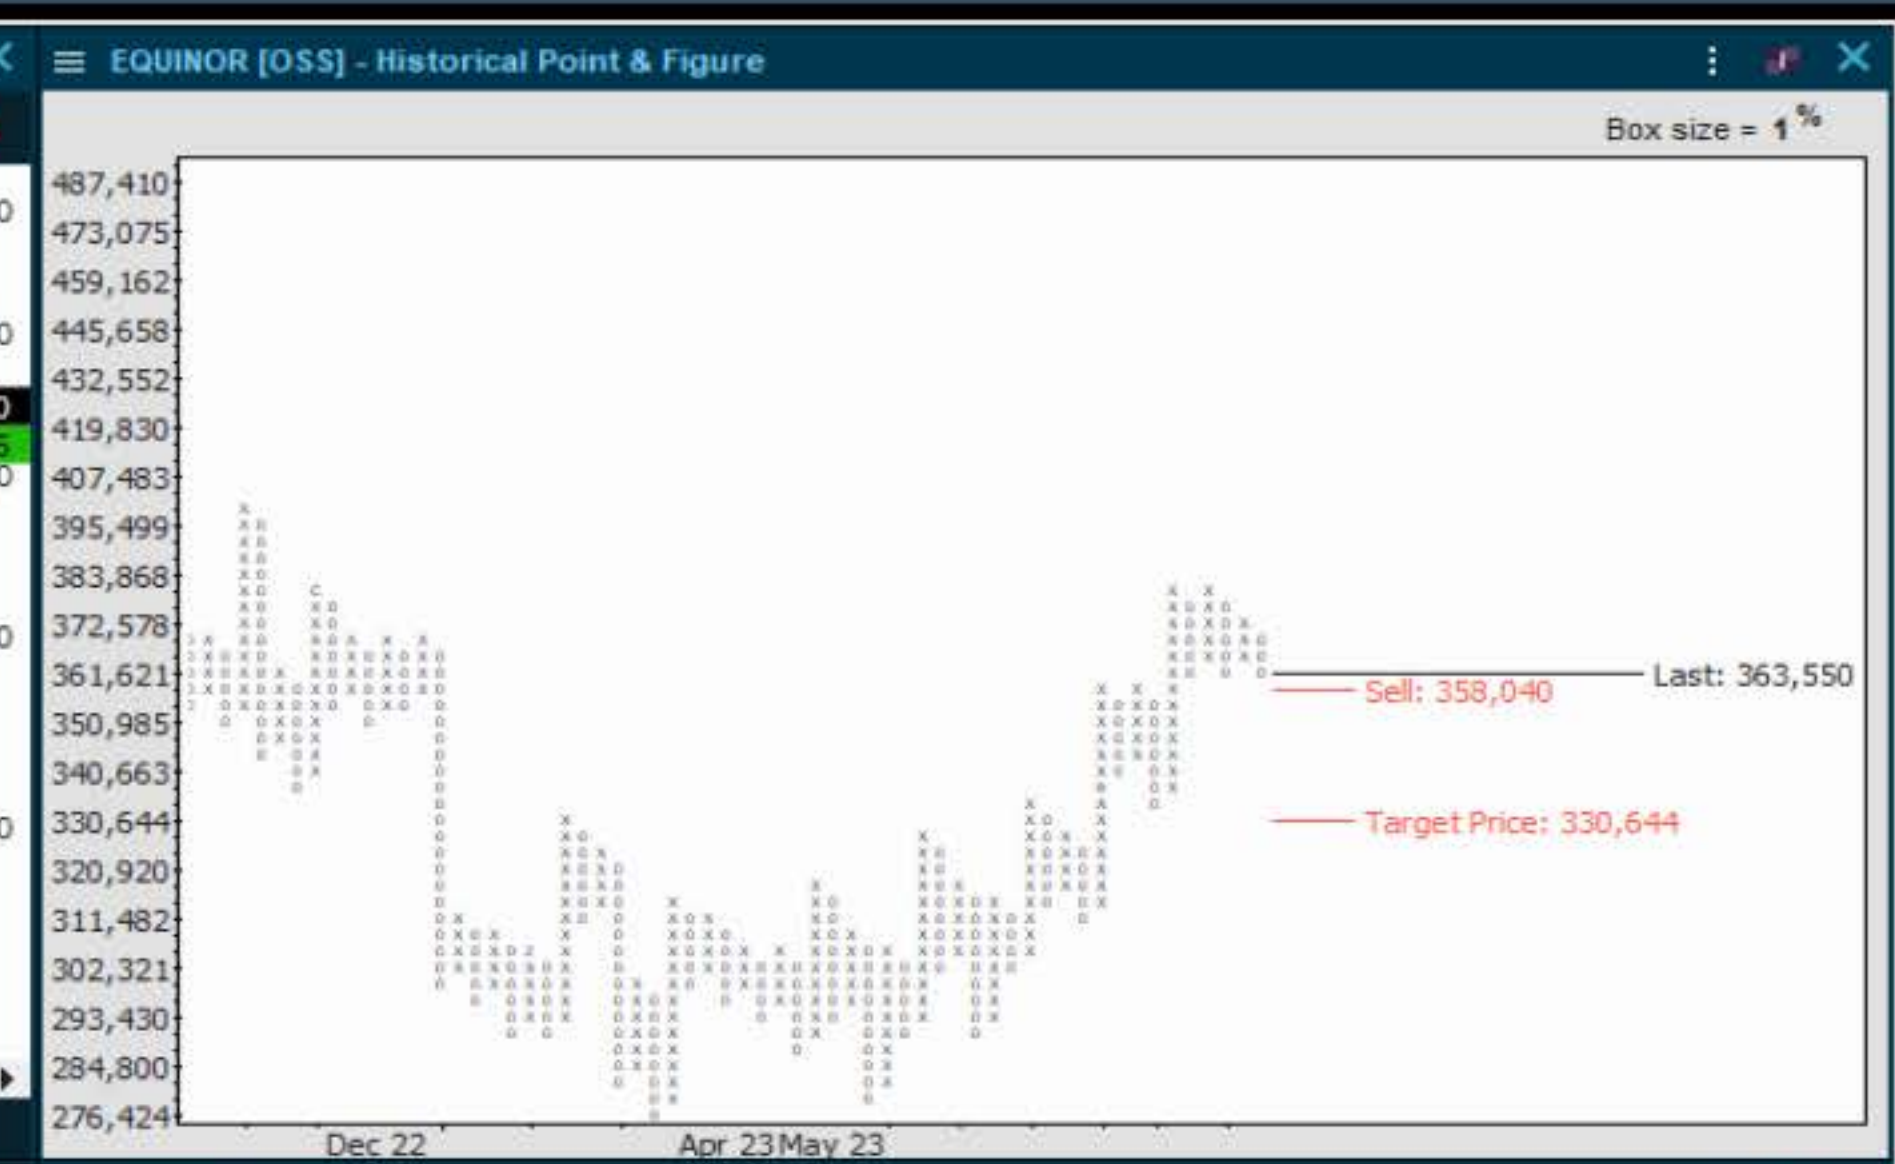 EQUINOR [OSS] - Historical Point & Figure
Box size = 1%
487,410
473,075
459,162
445,658
432,552
419,830
407,483
395,499
383,868
372,578
361,621
350,985
340,663
330,644
320,920
311,482
302,321
293,430
284,800
276,424
Last: 363,550
Sell: 358,040
Target Price: 330,644
Dec 22
Apr 23
May 23